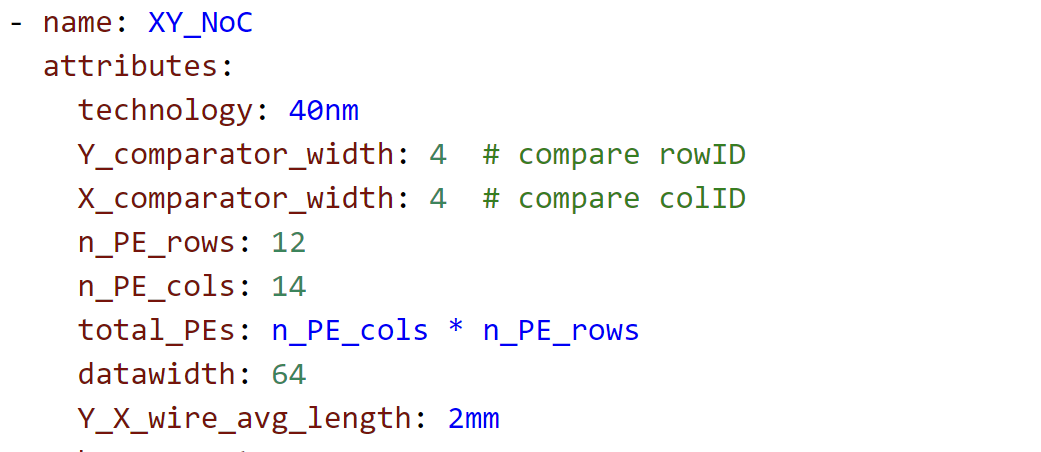 - name: XY_NoC
attributes:
technology: 40nm
Y_comparator_width: 4 # compare rowID
X_comparator_width: 4 # compare colID
n_PE_rows: 12
n_PE_cols: 14
total_PEs: n_PE_cols * n_PE_rows
datawidth: 64
Y_X_wire_avg_length: 2mm